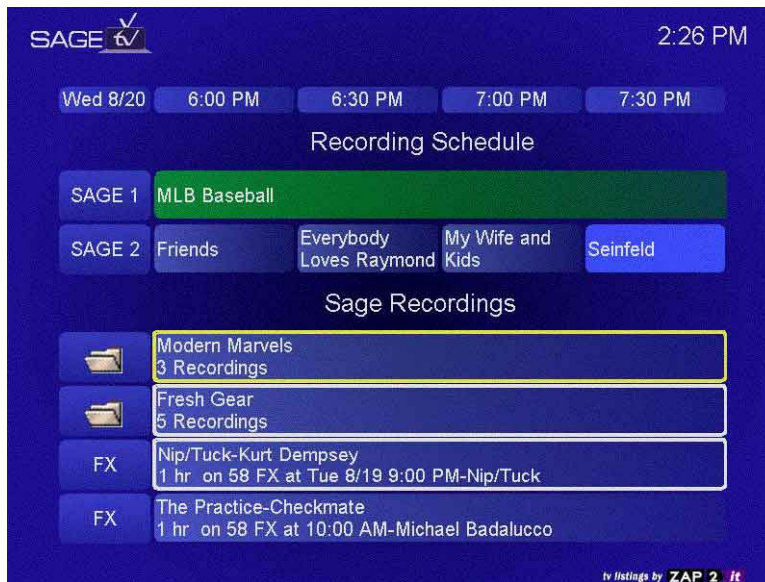 SAGE tv
2:26 PM
Wed 8/20 6:00 PM 6:30 PM 7:00 PM 7:30 PM
Recording Schedule
SAGE 1 MLB Baseball
SAGE 2 Friends Everybody Loves Raymond My Wife and Kids Seinfeld
Sage Recordings
Modern Marvels
3 Recordings
Fresh Gear
5 Recordings
FX
Nip/Tuck-Kurt Dempsey
1 hr on 58 FX at Tue 8/19 9:00 PM-Nip/Tuck
FX
The Practice-Checkmate
1 hr on 58 FX at 10:00 AM-Michael Badalucco
tv listings by ZAP 2 it